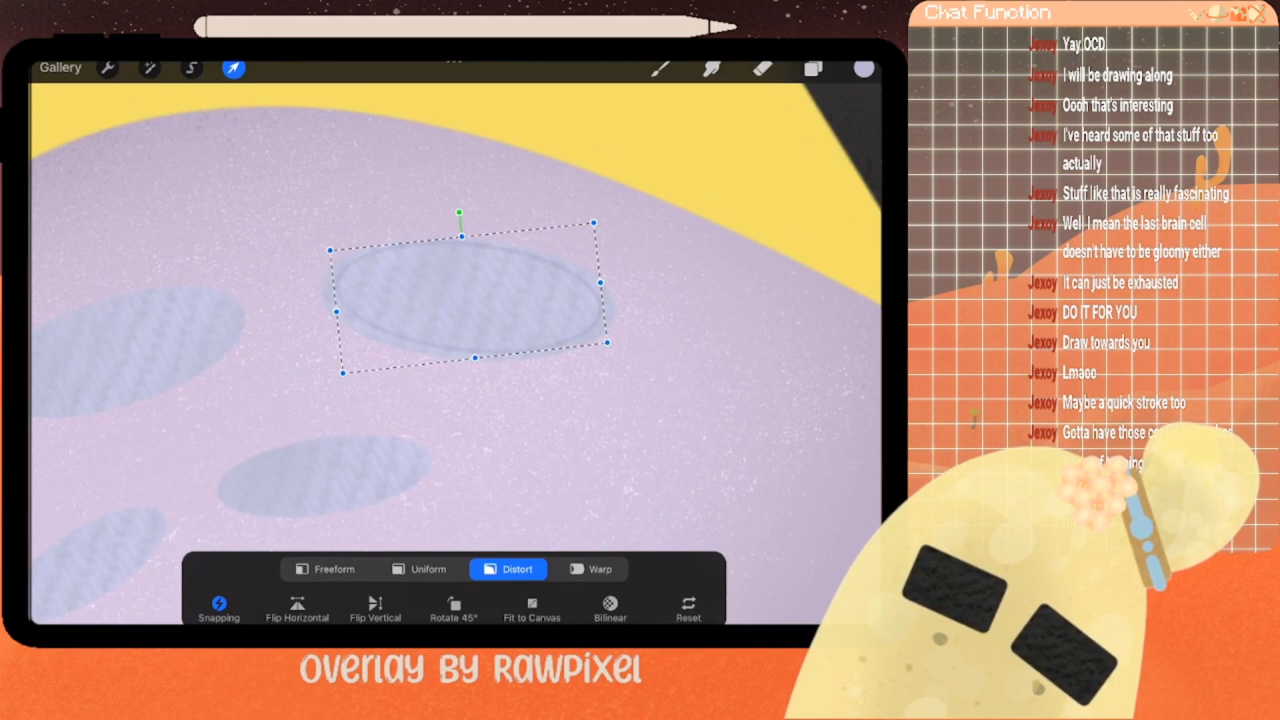 Chat Function
Gallery
Jexoy Yay OCD
Jexoy I will be drawing along
Jexoy Oooh that's interesting
Jexoy I've heard some of that stuff too
actually
Jexoy Stuff like that is really fascinating
Jexoy Well I mean the last brain cell
doesn't have to be gloomy either
Jexoy It can just be exhausted
Jexoy DO IT FOR YOU
Jexoy Draw towards you
Jexoy Lmaoo
Jexoy Maybe a quick stroke too
Jexoy Gotta have those
Freeform Uniform Distort Warp
Snapping Flip Horizontal Flip Vertical Rotate 45° Fit to Canvas Bilinear Reset
Overlay by Rawpixel